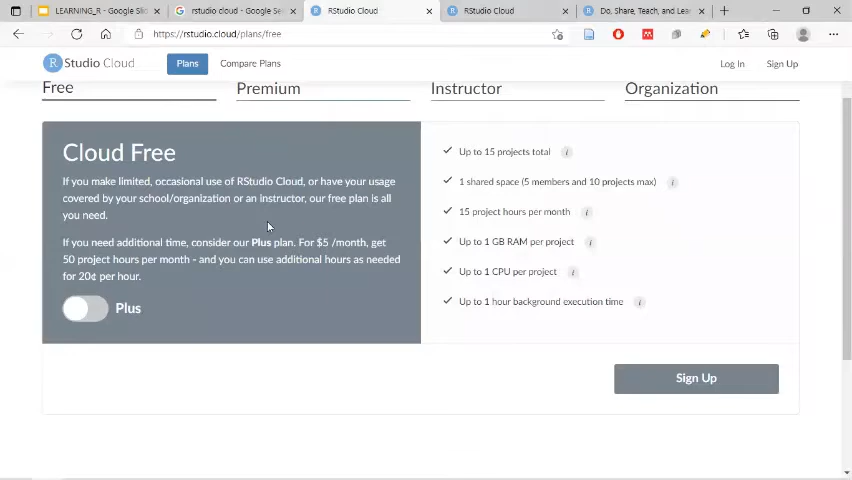 LEARNING_R - Google Slid
rstudio cloud - Google Se
RStudio Cloud
RStudio Cloud
Do, Share, Teach, and Lear
https://rstudio.cloud/plans/free
R Studio Cloud
Plans
Compare Plans
Log In
Sign Up
Free
Premium
Instructor
Organization
Cloud Free
If you make limited, occasional use of RStudio Cloud, or have your usage
covered by your school/organization or an instructor, our free plan is all
you need.
If you need additional time, consider our Plus plan. For $5 /month, get
50 project hours per month - and you can use additional hours as needed
for 20¢ per hour.
Plus
Up to 15 projects total
1 shared space (5 members and 10 projects max)
15 project hours per month
Up to 1 GB RAM per project
Up to 1 CPU per project
Up to 1 hour background execution time
Sign Up